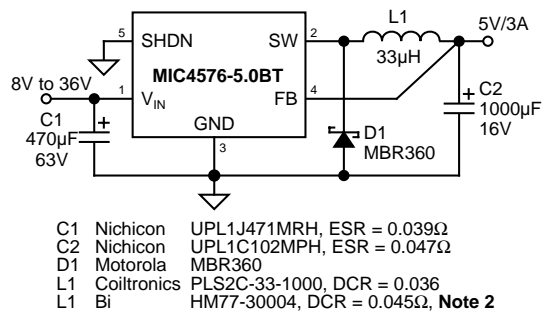 L1
5V/3A
5 SHDN SW 2
33µH
MIC4576-5.0BT
8V to 36V
1 VIN FB 4
C2
1000µF
16V
C1
470µF
63V
GND
3
D1
MBR360
C1 Nichicon UPL1J471MRH, ESR = 0.039Ω
C2 Nichicon UPL1C102MPH, ESR = 0.047Ω
D1 Motorola MBR360
L1 Coiltronics PLS2C-33-1000, DCR = 0.036
L1 Bi HM77-30004, DCR = 0.045Ω, Note 2